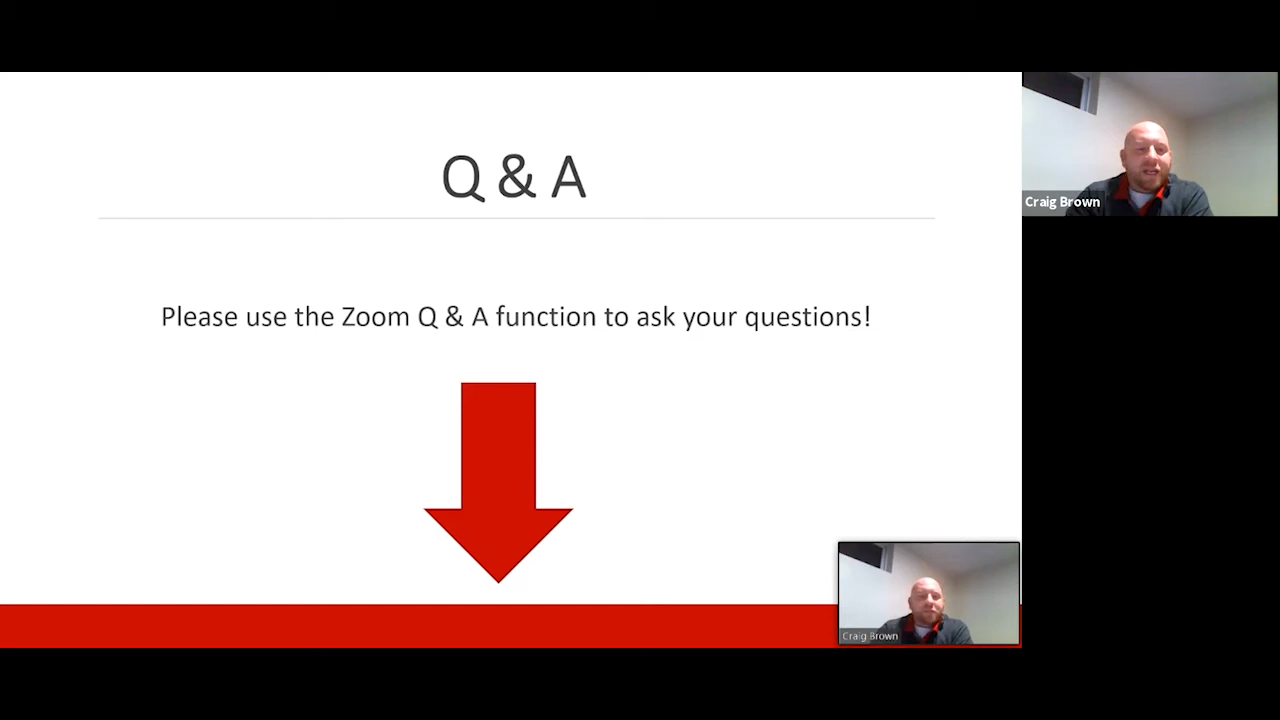 Q & A
Please use the Zoom Q & A function to ask your questions!
Craig Brown
Craig Brown